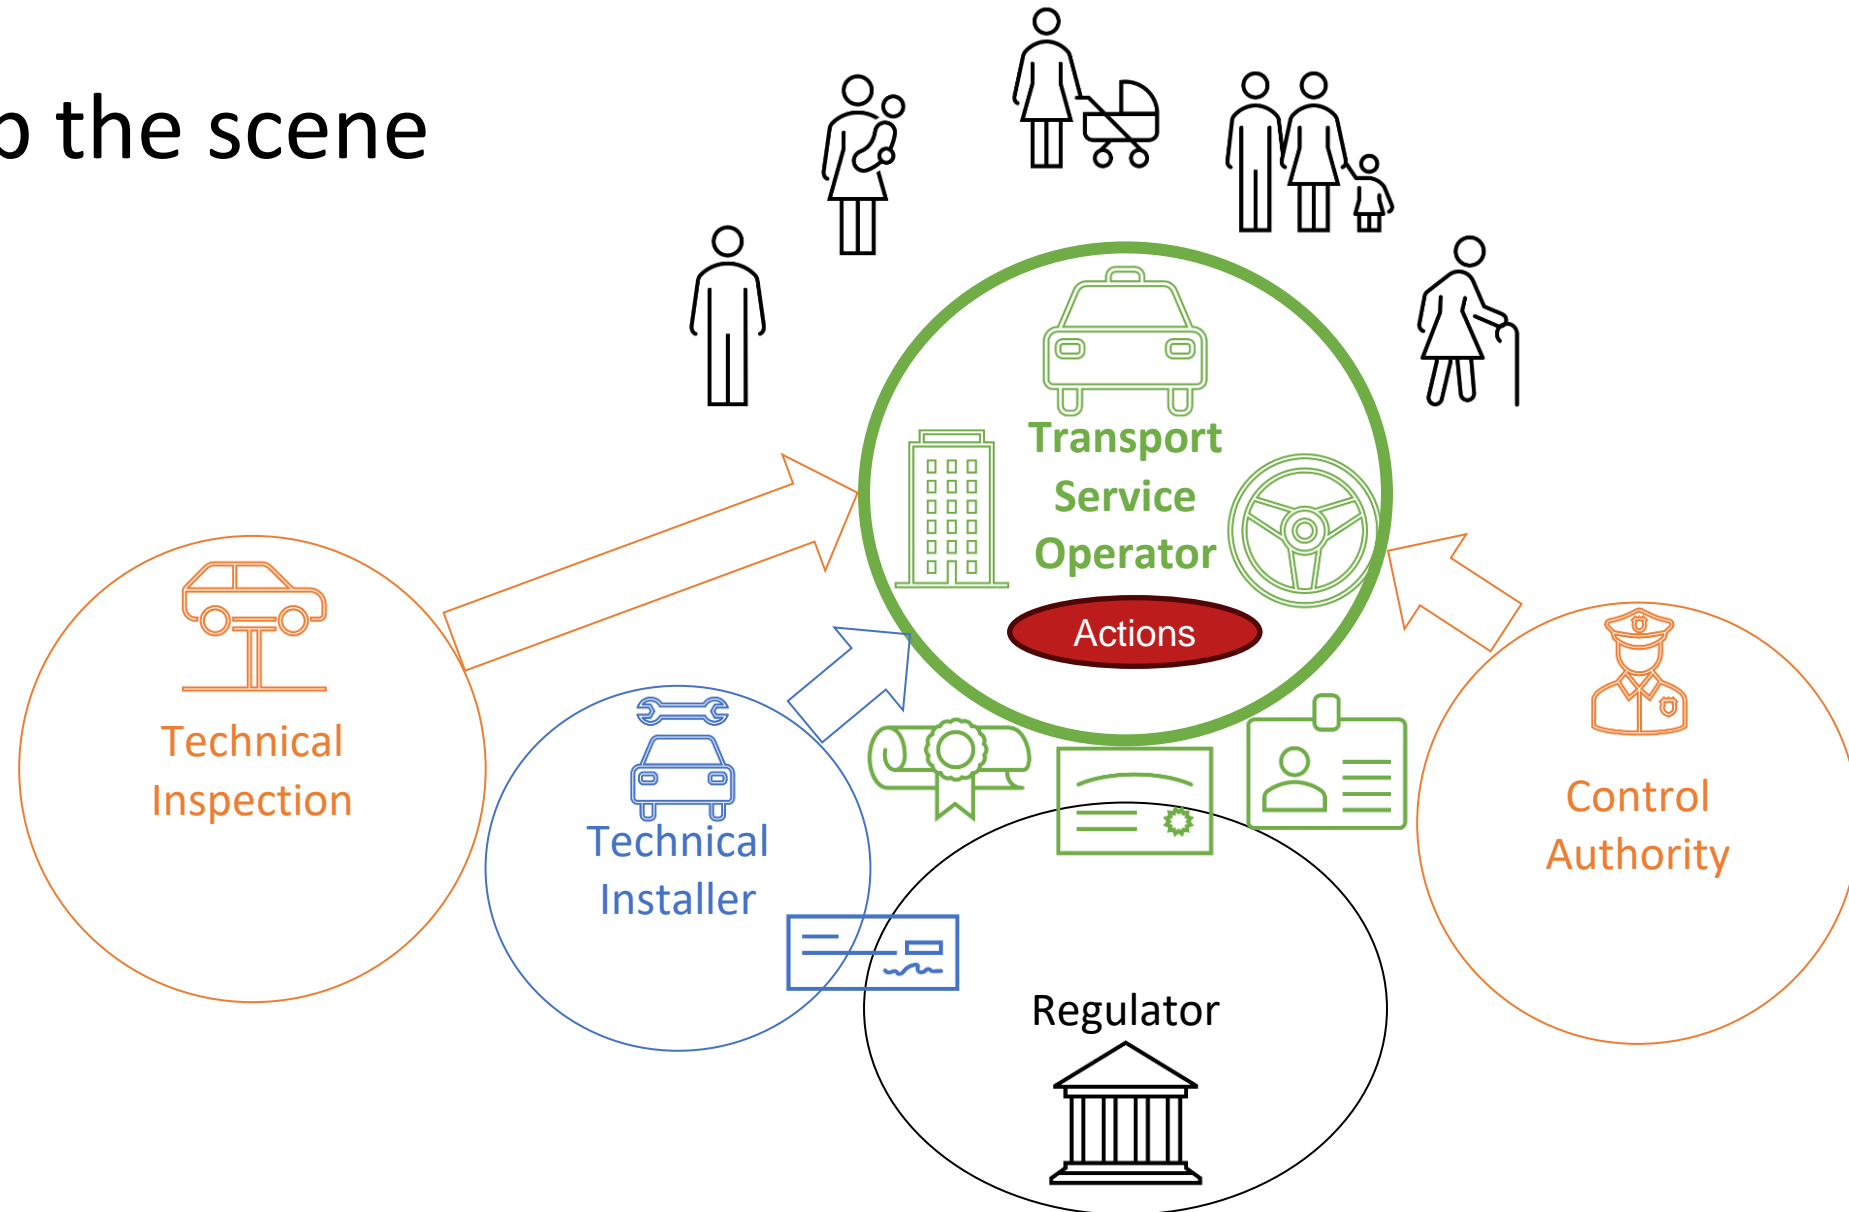 the scene
Transport
Service
Operator
Actions
Technical
Inspection
Technical
Installer
Control
Authority
Regulator